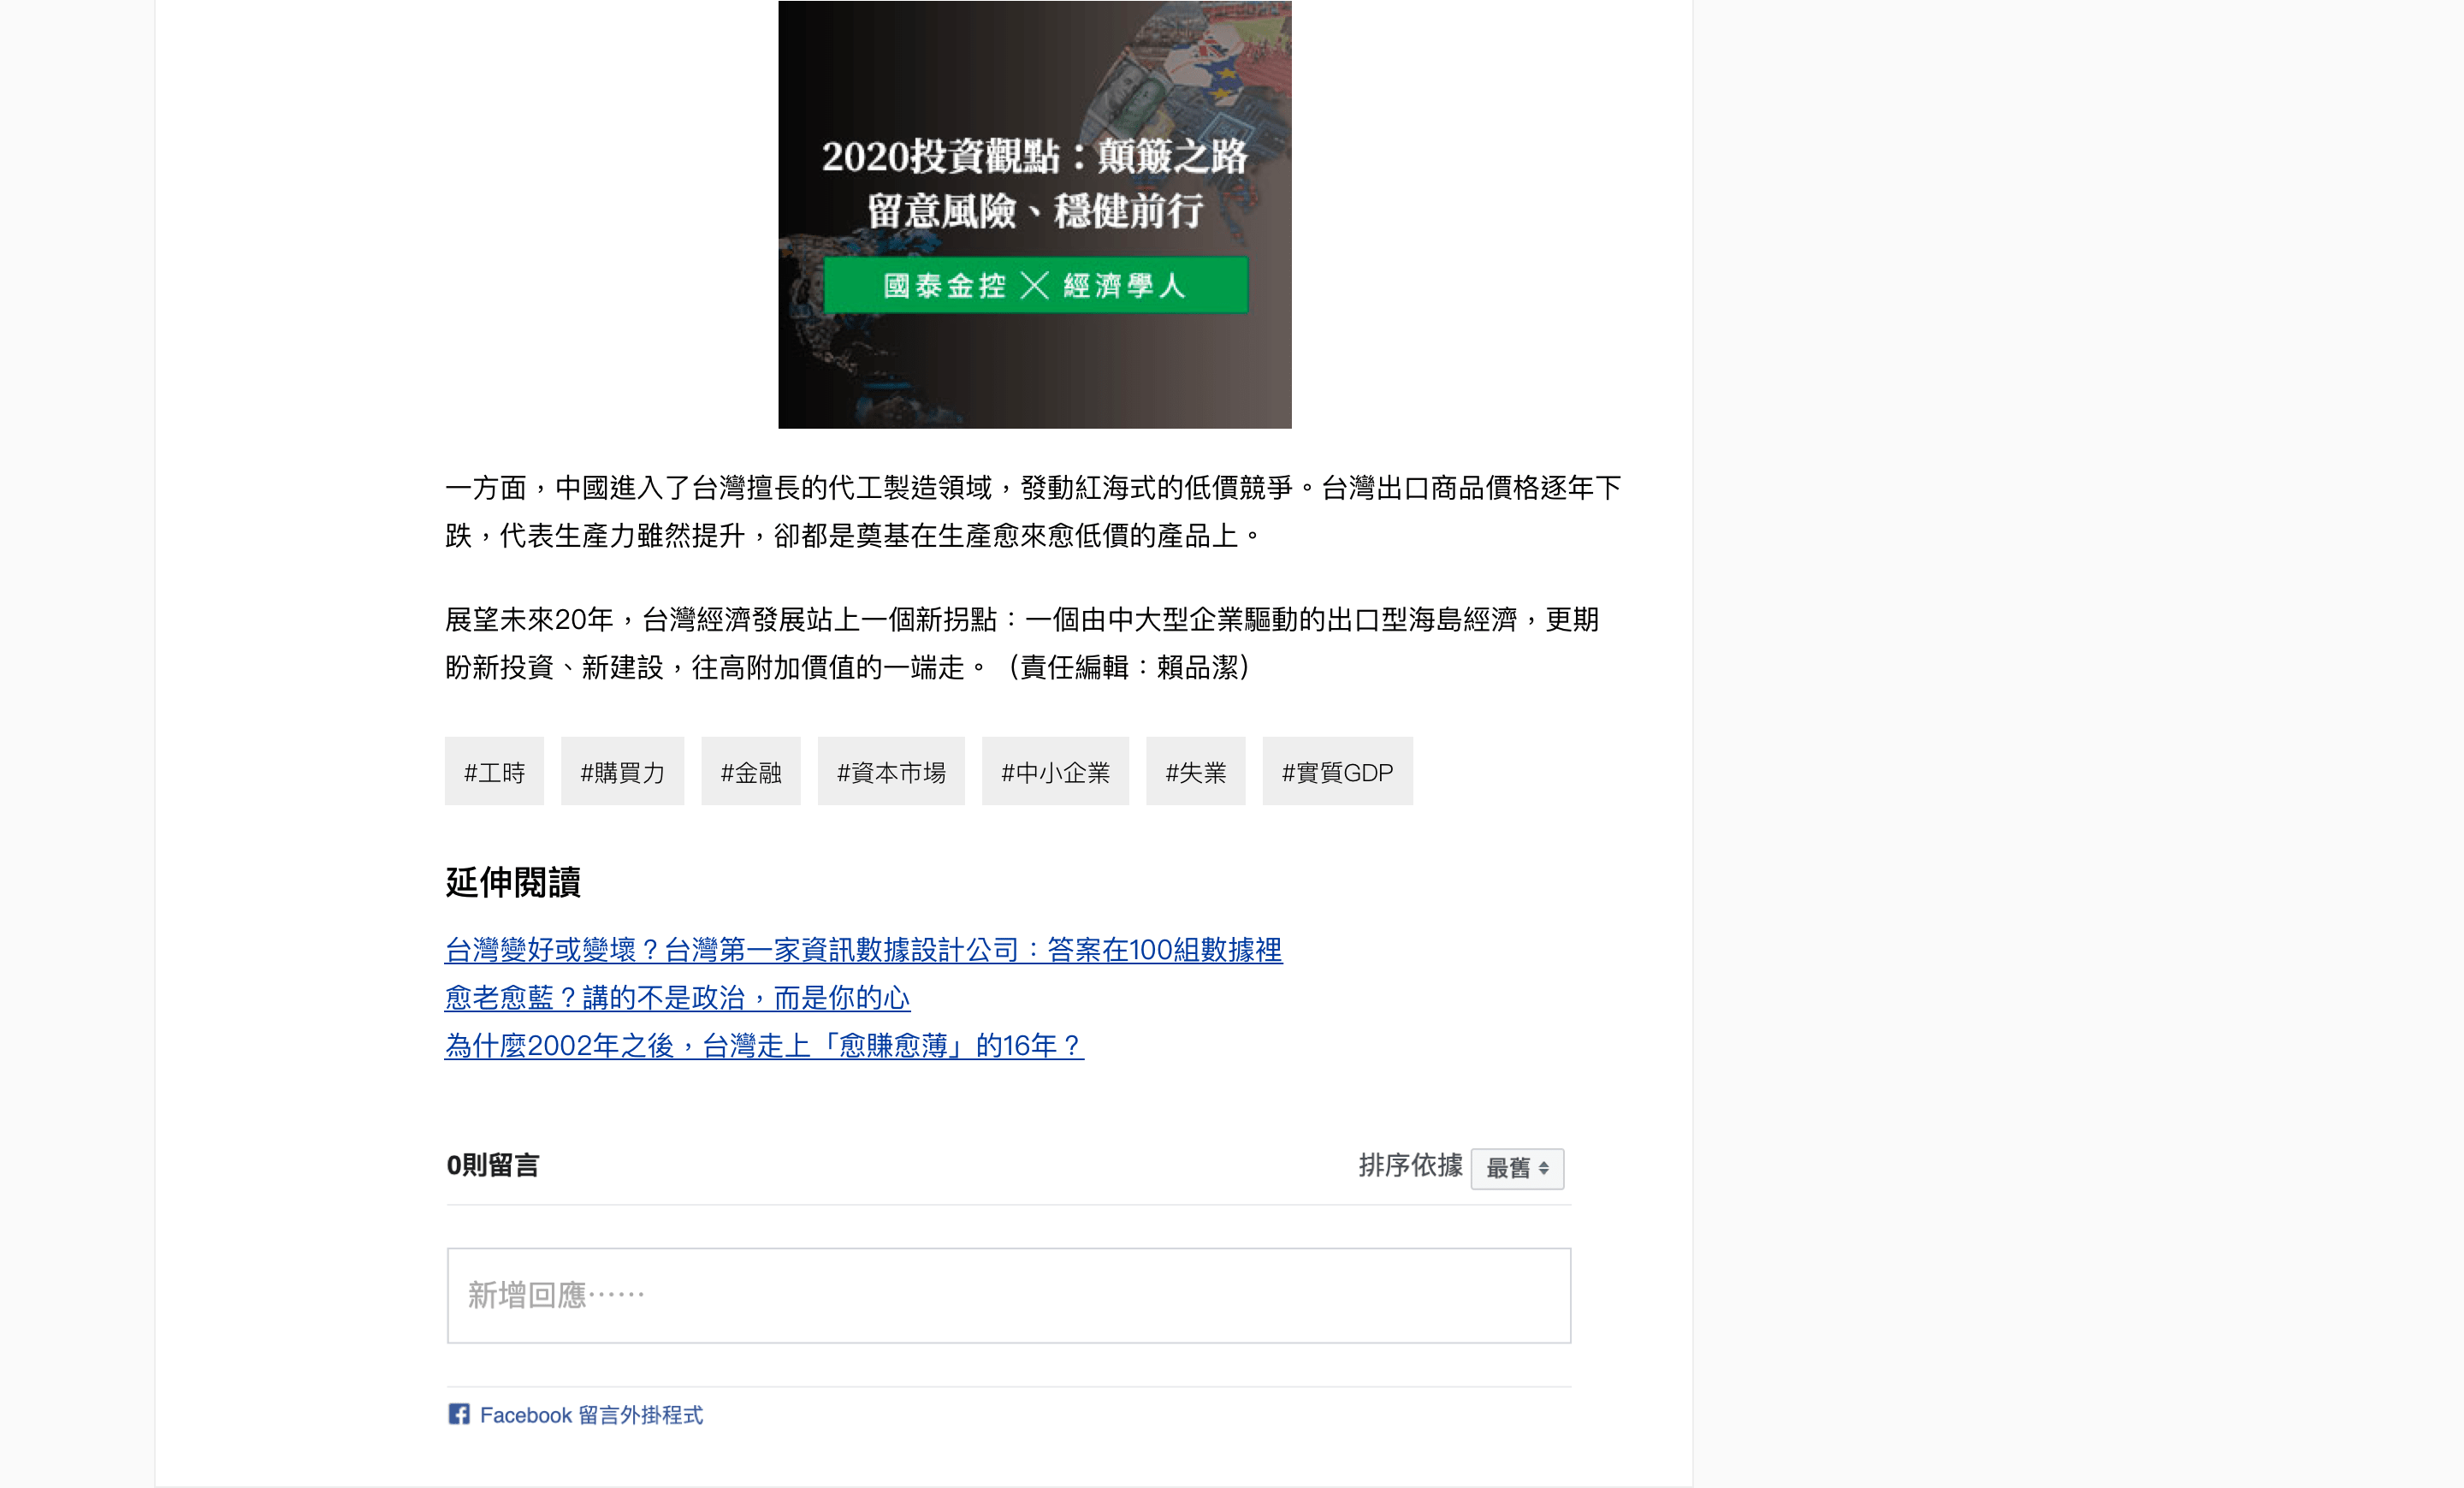 2020投資觀點：顛簸之路
留意風險、穩健前行
國泰金控 ╳ 經濟學人
一方面，中國進入了台灣擅長的代工製造領域，發動紅海式的低價競爭。台灣出口商品價格逐年下
跌，代表生產力雖然提升，卻都是奠基在生產愈來愈低價的產品上。
展望未來20年，台灣經濟發展站上一個新拐點：一個由中大型企業驅動的出口型海島經濟，更期
盼新投資、新建設，往高附加價值的一端走。（責任編輯：賴品潔）
#工時 #購買力 #金融 #資本市場 #中小企業 #失業 #實質GDP
延伸閱讀
台灣變好或變壞？台灣第一家資訊數據設計公司：答案在100組數據裡
愈老愈藍？講的不是政治，而是你的心
為什麼2002年之後，台灣走上「愈賺愈薄」的16年？
0則留言 排序依據 最舊
新增回應……
Facebook 留言外掛程式